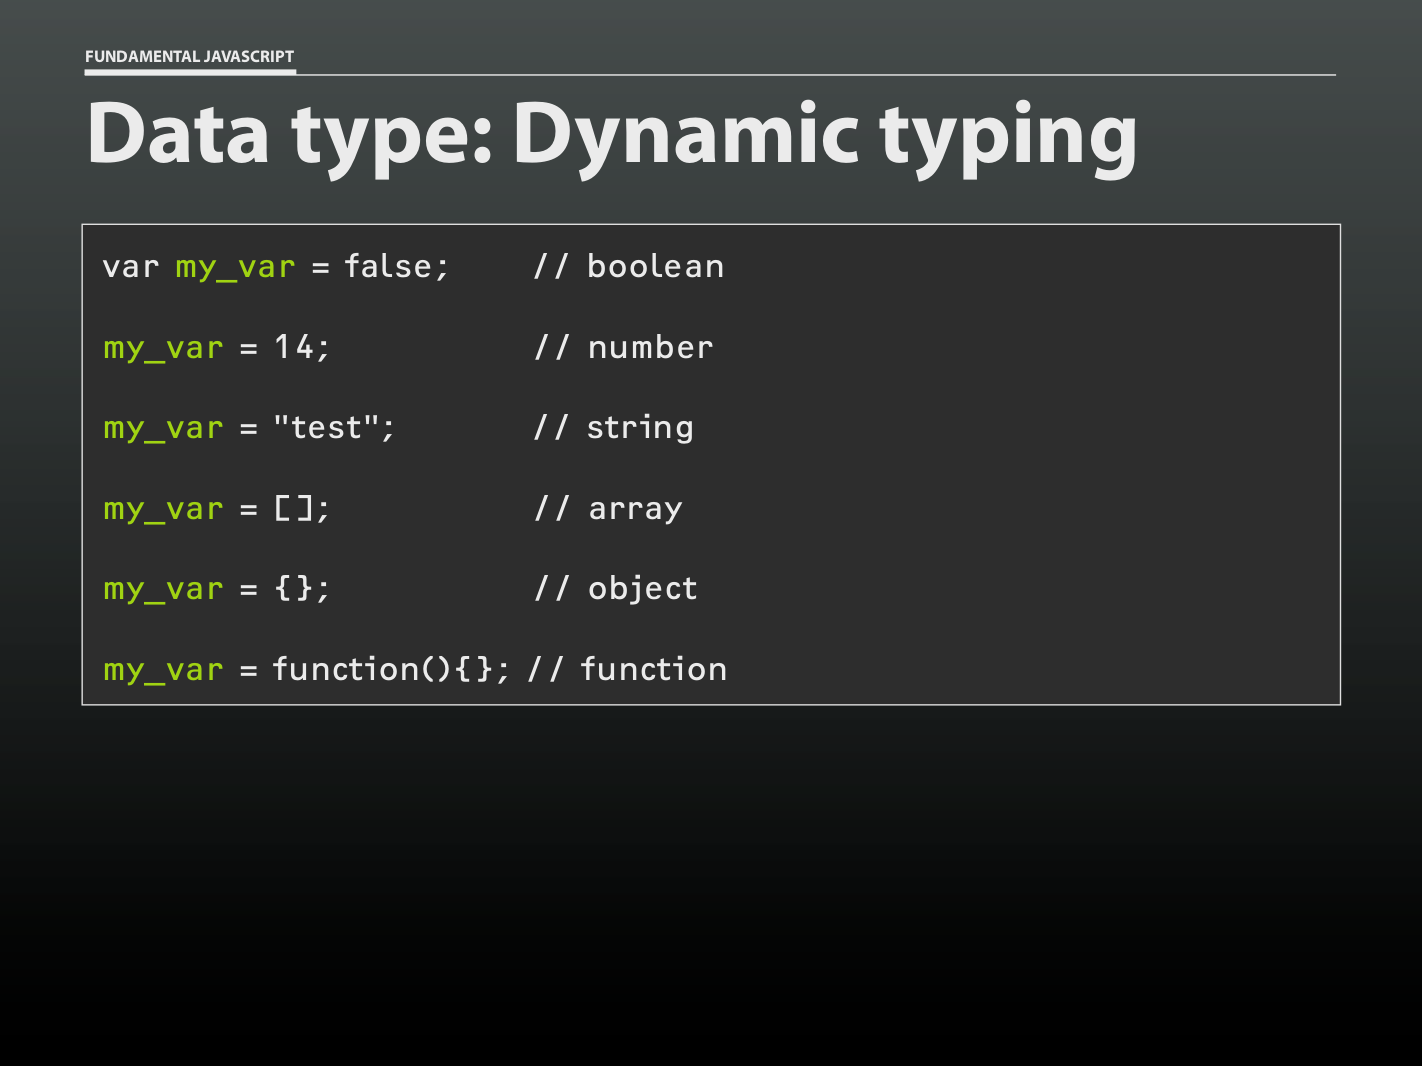 FUNDAMENTAL JAVASCRIPT
Data type: Dynamic typing
var my_var = false;     // boolean
my_var = 14;            // number
my_var = "test";        // string
my_var = [];            // array
my_var = {};            // object
my_var = function(){}; // function